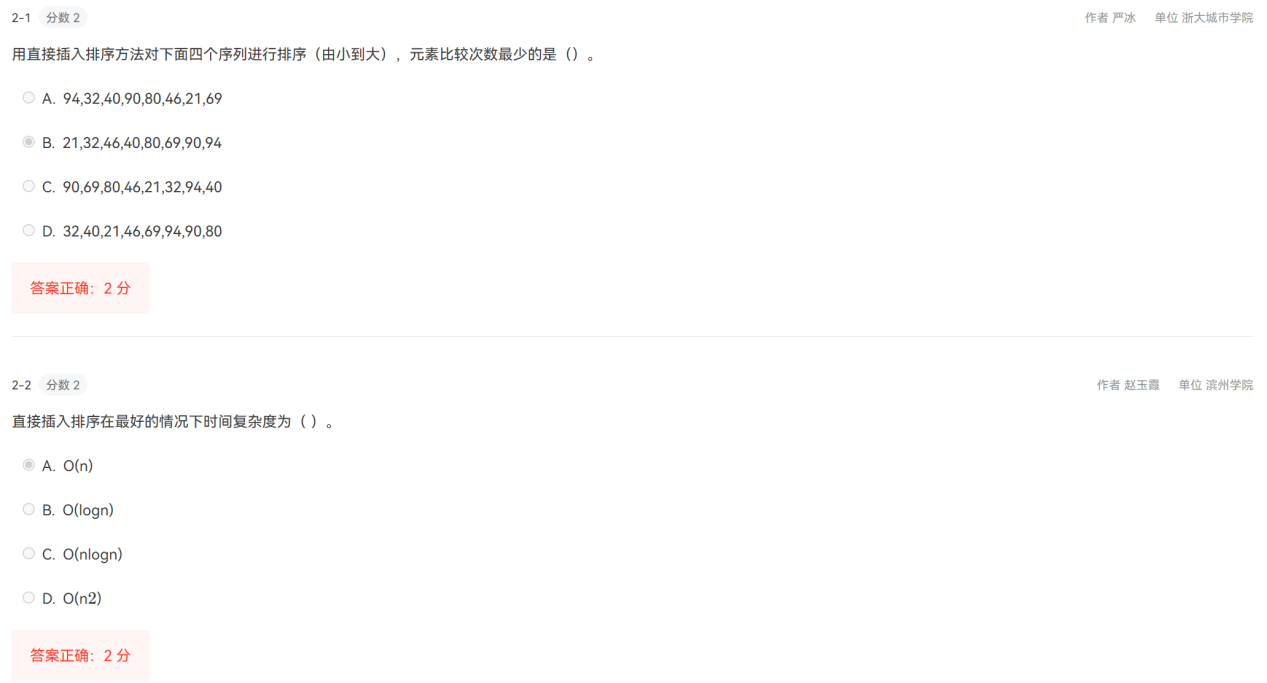 2-1 分数 2 作者 严冰 单位 浙大城市学院
用直接插入排序方法对下面四个序列进行排序（由小到大），元素比较次数最少的是（）。
A. 94,32,40,90,80,46,21,69
B. 21,32,46,40,80,69,90,94
C. 90,69,80,46,21,32,94,40
D. 32,40,21,46,69,94,90,80
答案正确：2 分
2-2 分数 2 作者 赵玉霞 单位 滨州学院
直接插入排序在最好的情况下时间复杂度为（ ）。
A. O(n)
B. O(logn)
C. O(nlogn)
D. O(n2)
答案正确：2 分